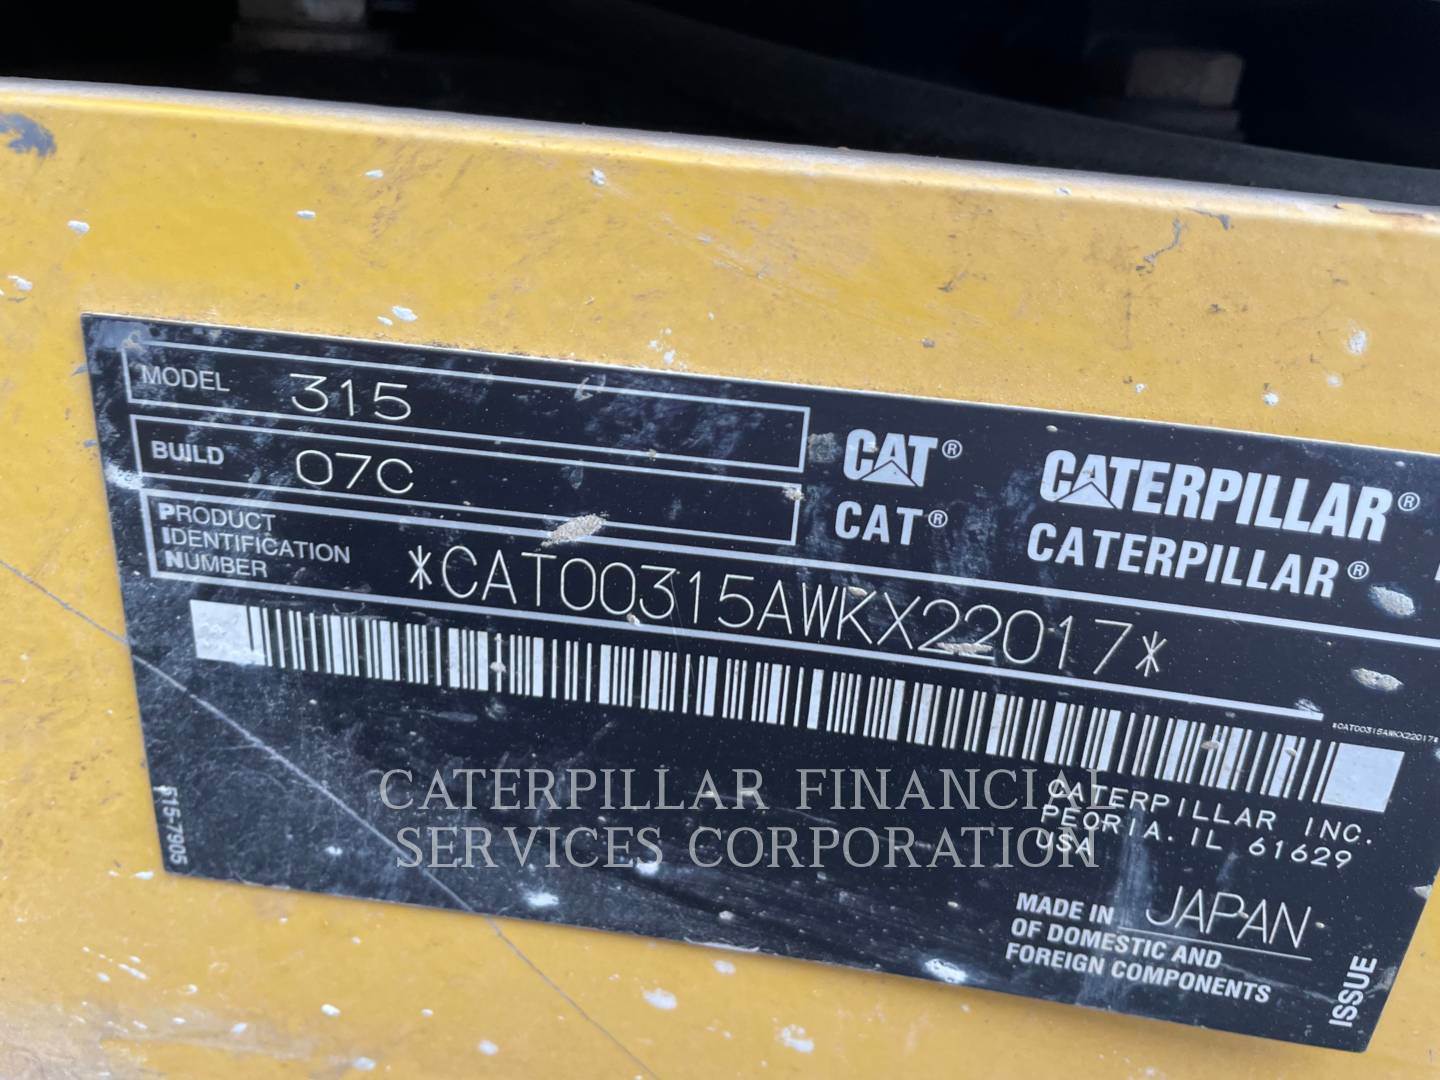 MODEL 315
BUILD 07C
CAT®
CATERPILLAR®
CAT®
CATERPILLAR®
PRODUCT
IDENTIFICATION
NUMBER
*CAT00315AWKX22017*
*CAT00315AWKX22017*
CATERPILLAR INC.
PEORIA. IL 61629
USA
MADE IN JAPAN
OF DOMESTIC AND
FOREIGN COMPONENTS
ISSUE
515-7905
CATERPILLAR FINANCIAL
SERVICES CORPORATION